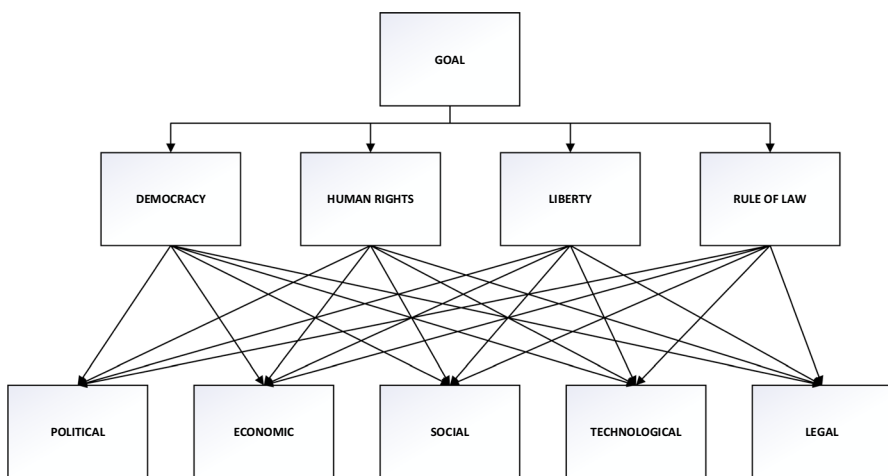 GOAL
DEMOCRACY
HUMAN RIGHTS
LIBERTY
RULE OF LAW
POLITICAL
ECONOMIC
SOCIAL
TECHNOLOGICAL
LEGAL